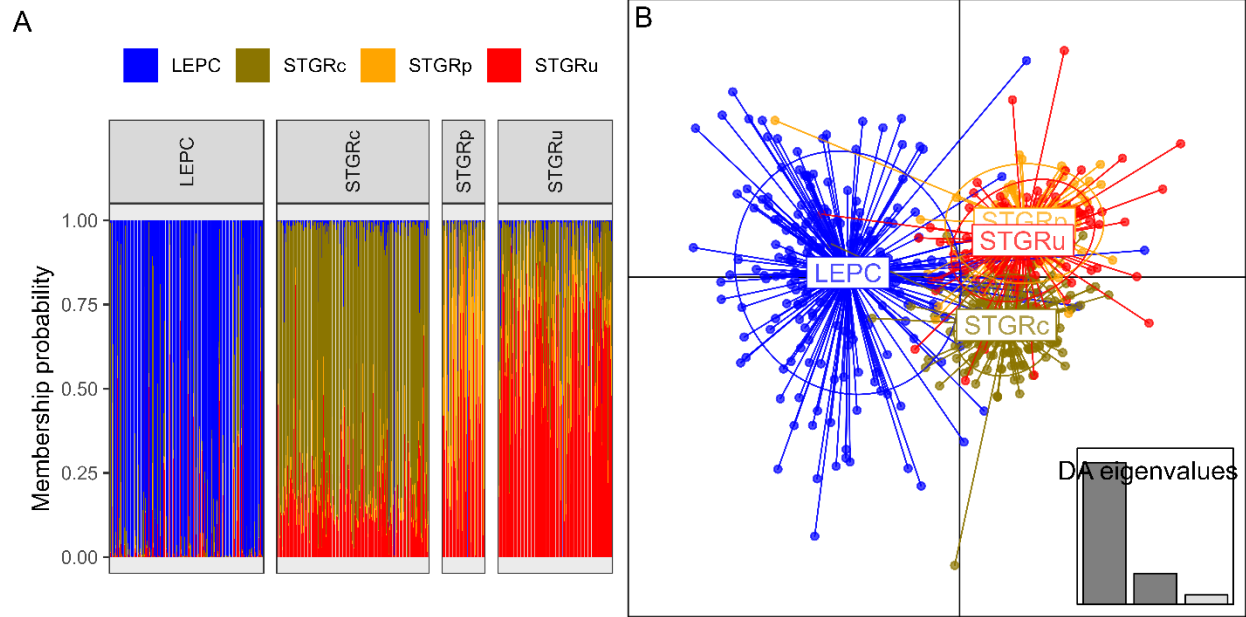 A
LEPC STGRc STGRp STGRu
LEPC STGRc STGRp STGRu
Membership probability
1.00
0.75
0.50
0.25
0.00
B
STGRp
STGRu
LEPC
STGRc
DA eigenvalues